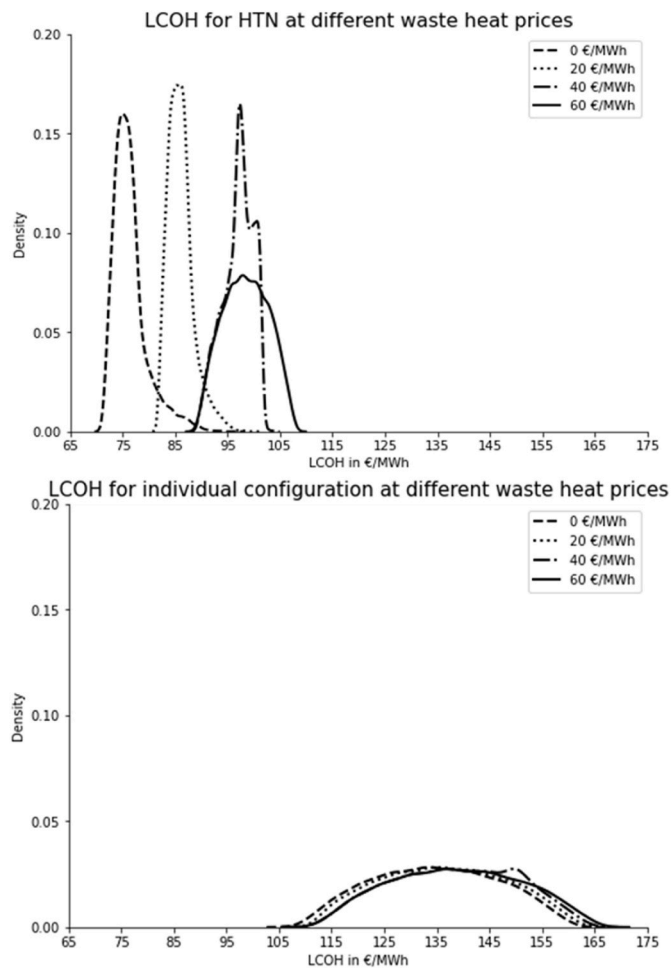 LCOH for HTN at different waste heat prices
0.20
0 €/MWh
20 €/MWh
40 €/MWh
60 €/MWh
0.15
Density
0.10
0.05
0.00
65 75 85 95 105 115 125 135 145 155 165 175
LCOH in €/MWh
LCOH for individual configuration at different waste heat prices
0.20
0 €/MWh
20 €/MWh
40 €/MWh
60 €/MWh
0.15
Density
0.10
0.05
0.00
65 75 85 95 105 115 125 135 145 155 165 175
LCOH in €/MWh